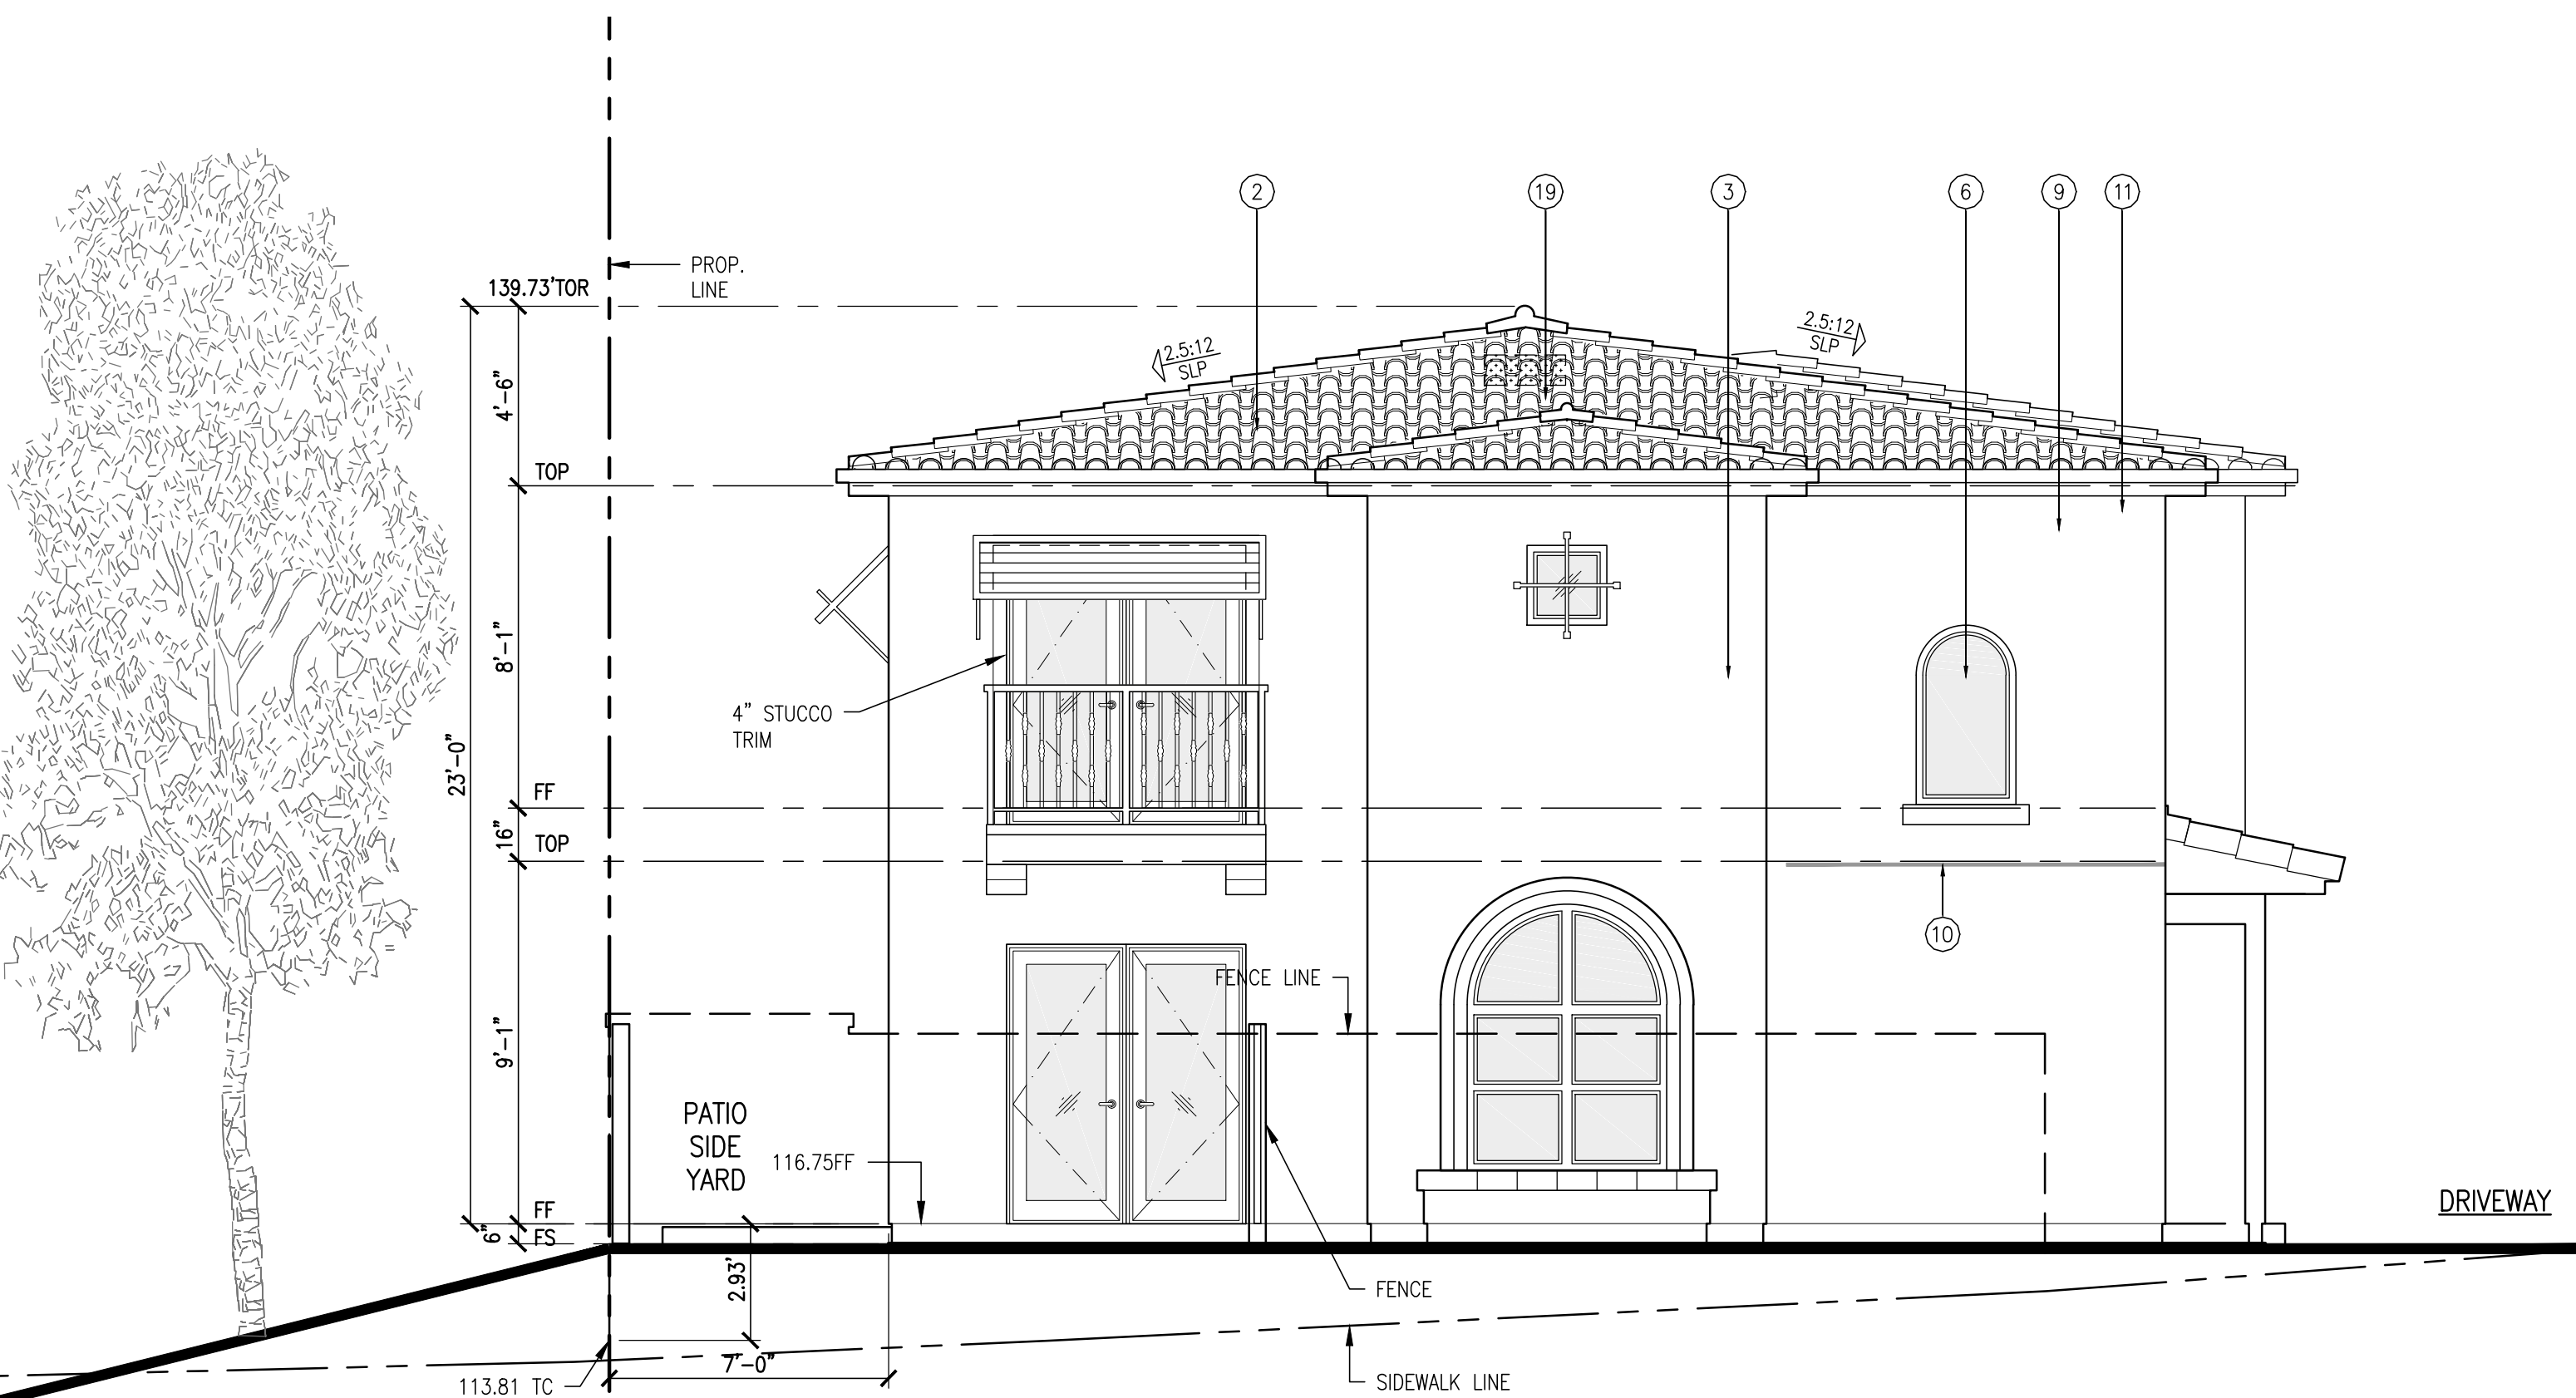 2
19
3
6
9
11
PROP.
LINE
139.73'TOR
2.5:12
SLP
2.5:12
SLP
4'-6"
TOP
8'-1"
4" STUCCO
TRIM
23'-0"
FF
16"
TOP
10
FENCE LINE
9'-1"
PATIO
SIDE
YARD
116.75FF
FF
6"
FS
DRIVEWAY
2.93'
FENCE
7'-0"
113.81 TC
SIDEWALK LINE